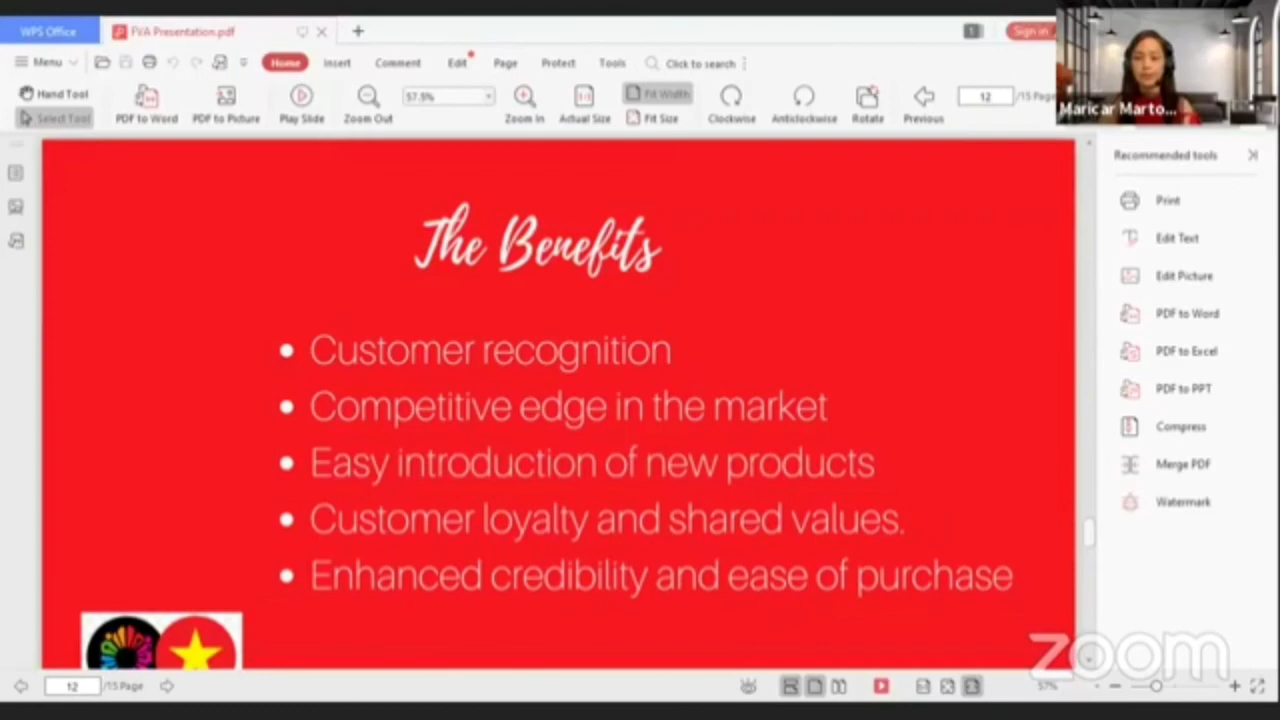 WPS Office
FVA Presentation.pdf
1
Sign in
Menu
Home
Insert
Comment
Edit
Page
Protect
Tools
Click to search
Hand Tool
Select Tool
PDF to Word
PDF to Picture
Play Slide
Zoom Out
57.5%
Zoom In
Actual Size
Fit Width
Fit Size
Clockwise
Anticlockwise
Rotate
Previous
12
/15 Page
Maricar Marto...
The Benefits
Customer recognition
Competitive edge in the market
Easy introduction of new products
Customer loyalty and shared values.
Enhanced credibility and ease of purchase
Recommended tools
Print
Edit Text
Edit Picture
PDF to Word
PDF to Excel
PDF to PPT
Compress
Merge PDF
Watermark
zoom
12
/15 Page
57%